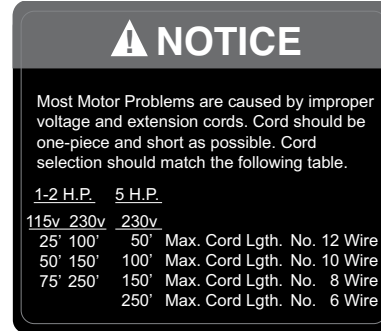 NOTICE
Most Motor Problems are caused by improper
voltage and extension cords. Cord should be
one-piece and short as possible. Cord
selection should match the following table.
1-2 H.P. 5 H.P.
115v 230v 230v
25' 100' 50' Max. Cord Lgth. No. 12 Wire
50' 150' 100' Max. Cord Lgth. No. 10 Wire
75' 250' 150' Max. Cord Lgth. No. 8 Wire
250' Max. Cord Lgth. No. 6 Wire